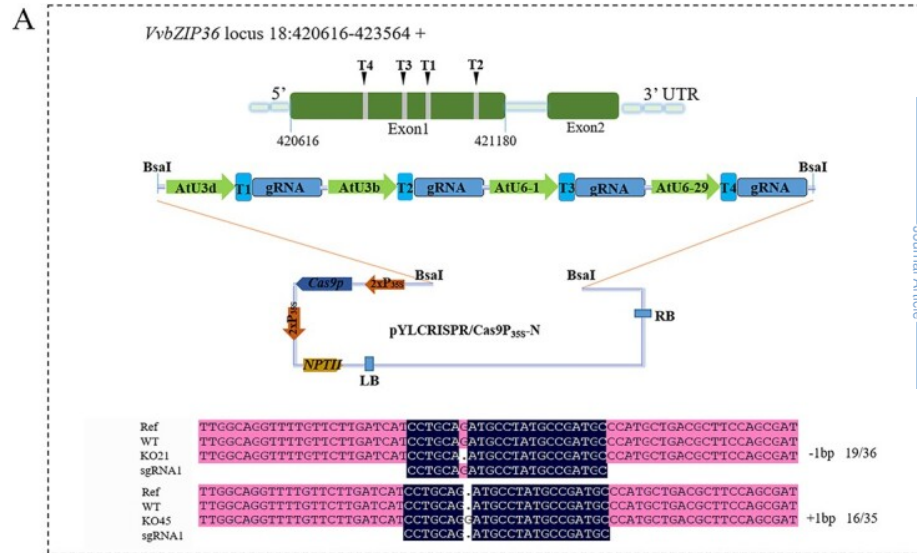 A
VvbZIP36 locus 18:420616-423564 +
T4 T3 T1 T2
5' 3' UTR
Exon1 Exon2
420616 421180
BsaI BsaI
AtU3d T1 gRNA AtU3b T2 gRNA AtU6-1 T3 gRNA AtU6-29 T4 gRNA
BsaI BsaI
Cas9p 2xP35S
2xP35S
RB
pYLCRISPR/Cas9P35S-N
NPTII
LB
Ref TTGGCAGGTTTTGTTCTTGATCATCCTGCAGATGCCTATGCCGATGCCCATGCTGACGCTTCCAGCGAT
WT TTGGCAGGTTTTGTTCTTGATCATCCTGCAGATGCCTATGCCGATGCCCATGCTGACGCTTCCAGCGAT
KO21 TTGGCAGGTTTTGTTCTTGATCATCCTGCA.ATGCCTATGCCGATGCCCATGCTGACGCTTCCAGCGAT -1bp 19/36
sgRNA1 CCTGCAGATGCCTATGCCGATGC
Ref TTGGCAGGTTTTGTTCTTGATCATCCTGCAG.ATGCCTATGCCGATGCCCATGCTGACGCTTCCAGCGAT
WT TTGGCAGGTTTTGTTCTTGATCATCCTGCAG.ATGCCTATGCCGATGCCCATGCTGACGCTTCCAGCGAT
KO45 TTGGCAGGTTTTGTTCTTGATCATCCTGCAGGATGCCTATGCCGATGCCCATGCTGACGCTTCCAGCGAT +1bp 16/35
sgRNA1 CCTGCAG.ATGCCTATGCCGATGC
Journal Article